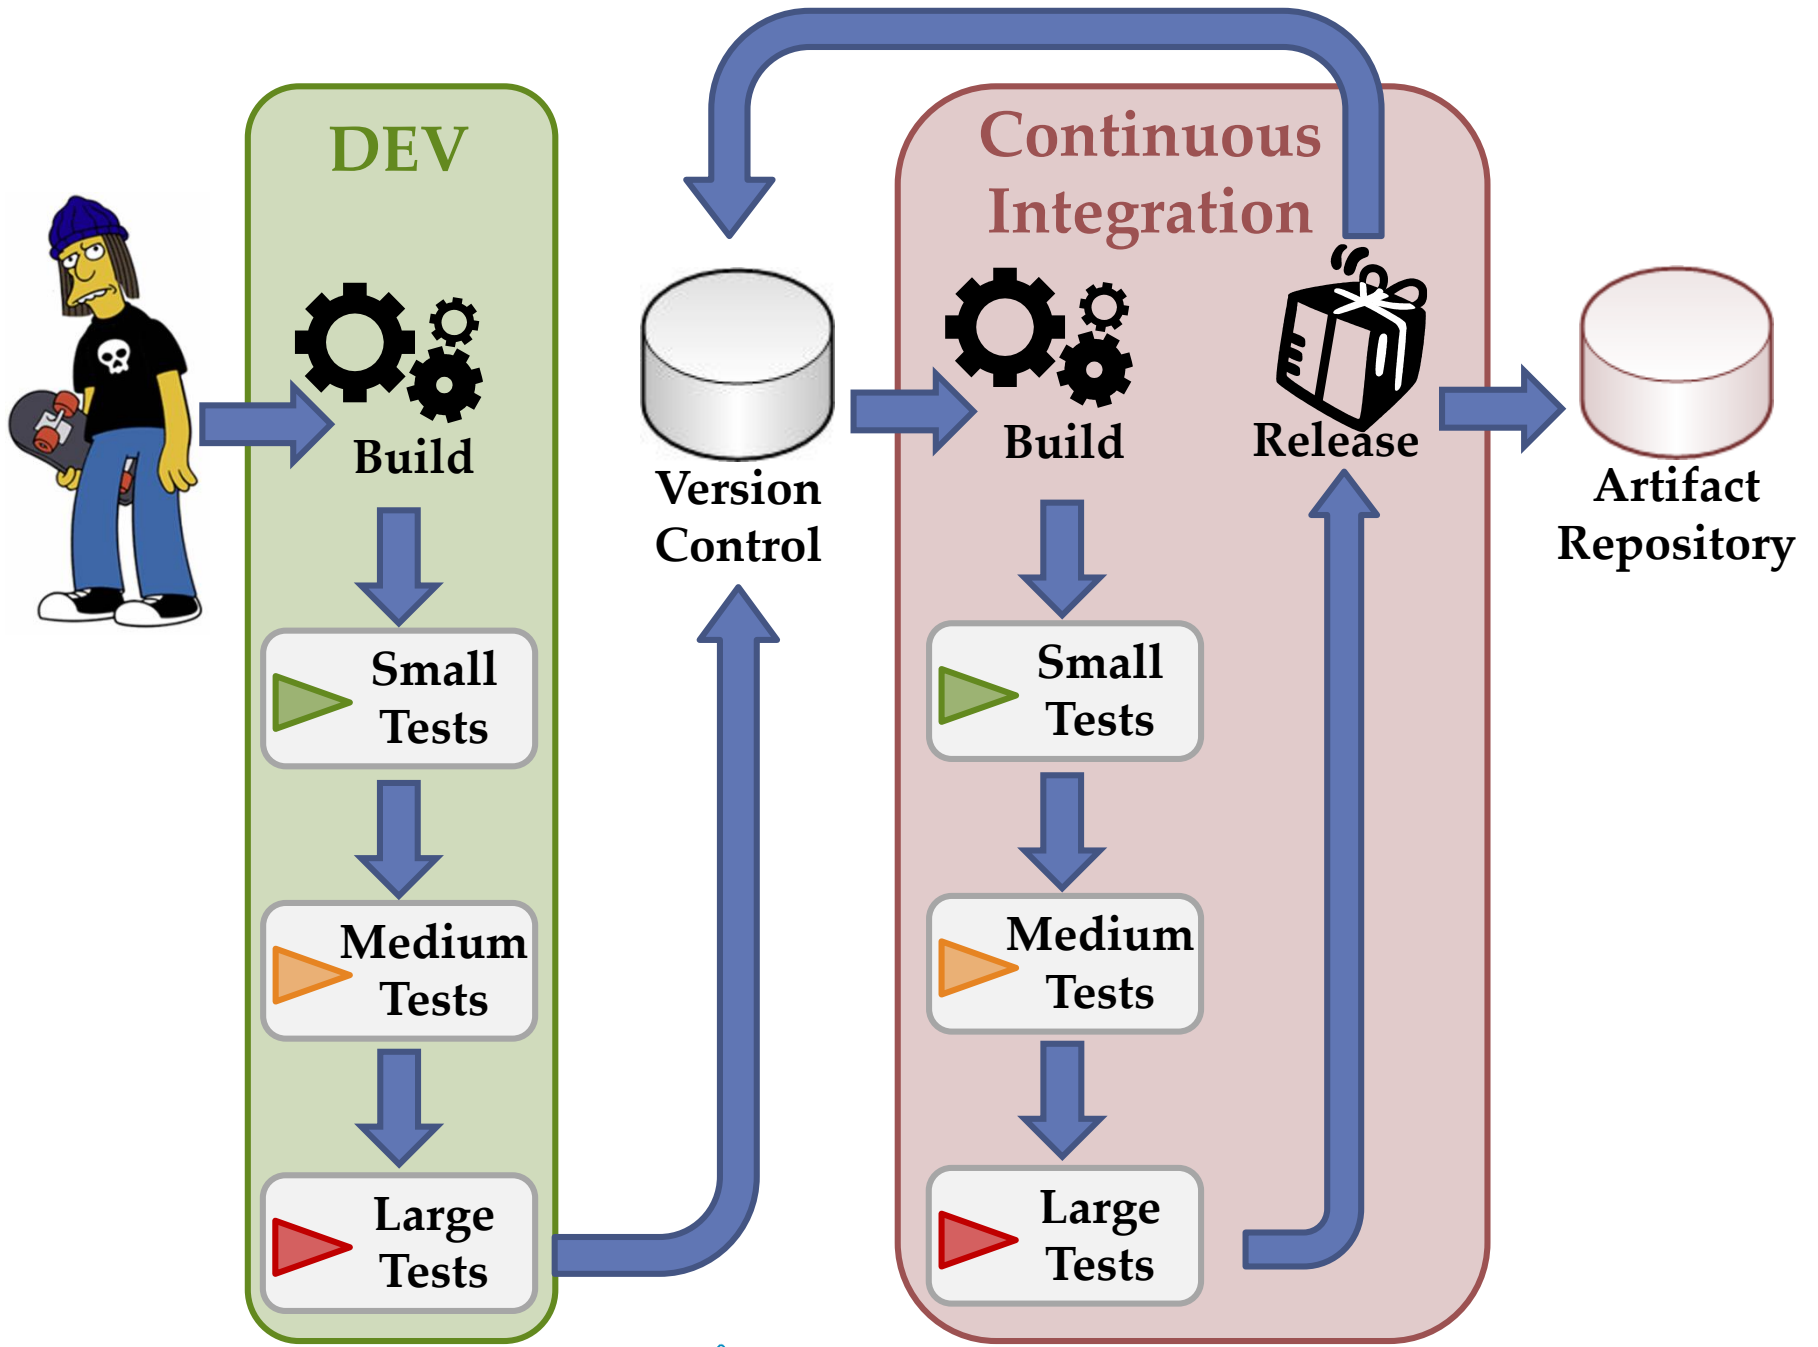 DEV
Build
Small
Tests
Medium
Tests
Large
Tests
Version
Control
Continuous
Integration
Build
Small
Tests
Medium
Tests
Large
Tests
Release
Artifact
Repository